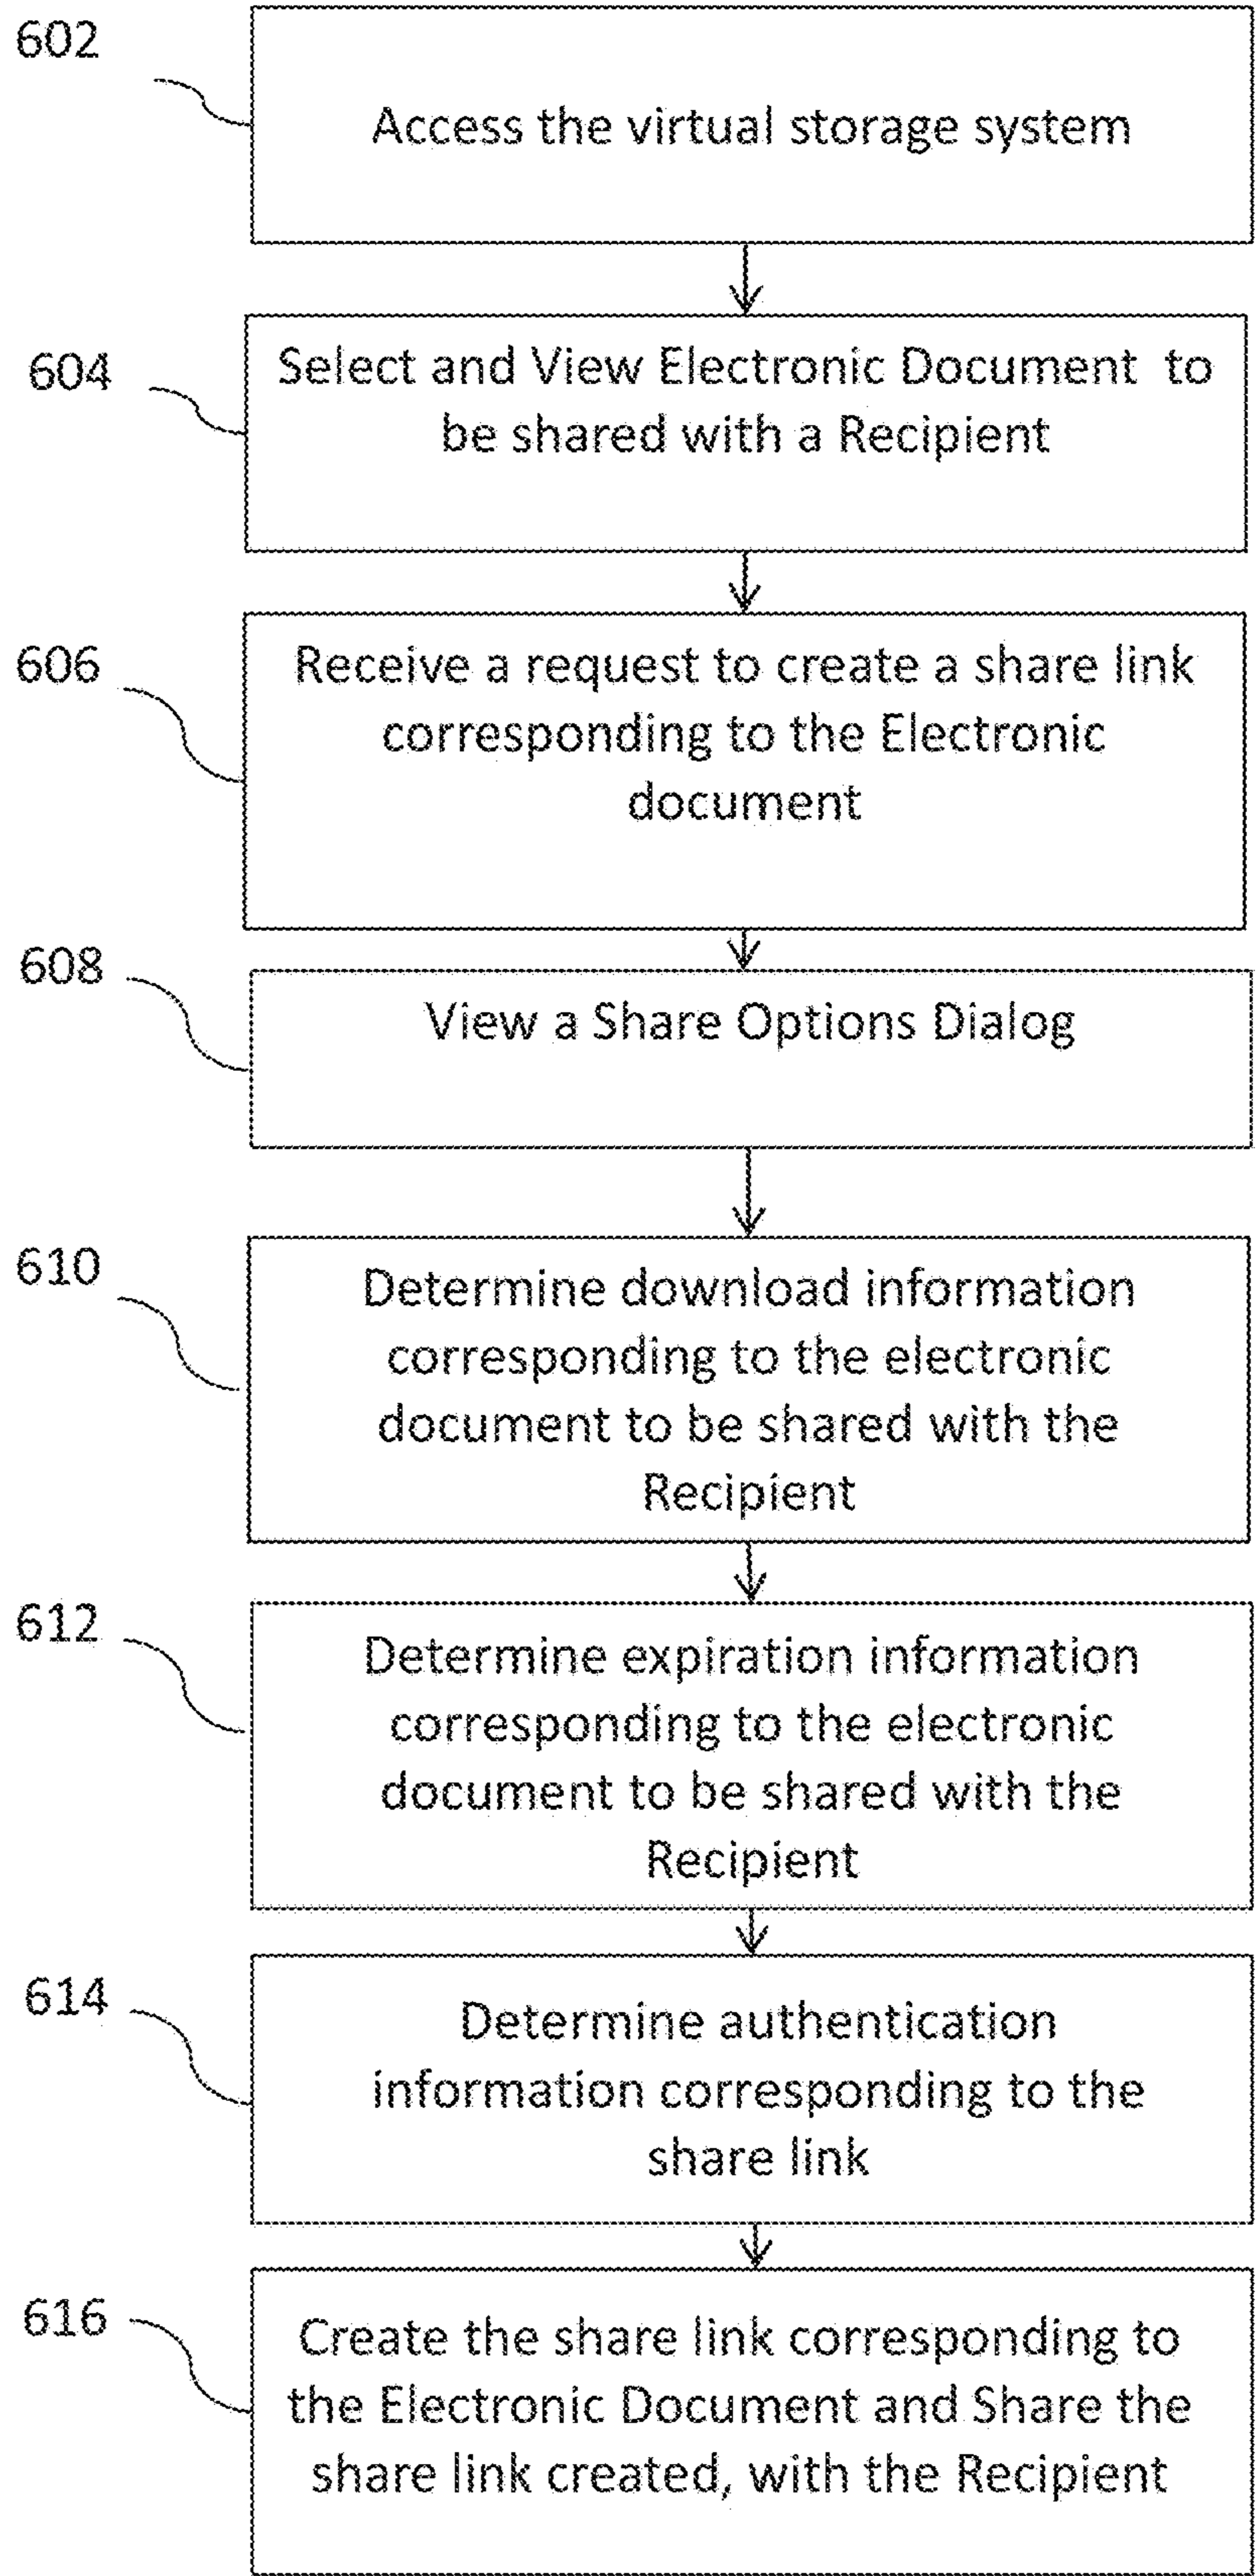 602
Access the virtual storage system
604
Select and View Electronic Document to
be shared with a Recipient
606
Receive a request to create a share link
corresponding to the Electronic
document
608
View a Share Options Dialog
610
Determine download information
corresponding to the electronic
document to be shared with the
Recipient
612
Determine expiration information
corresponding to the electronic
document to be shared with the
Recipient
614
Determine authentication
information corresponding to the
share link
616
Create the share link corresponding to
the Electronic Document and Share the
share link created, with the Recipient